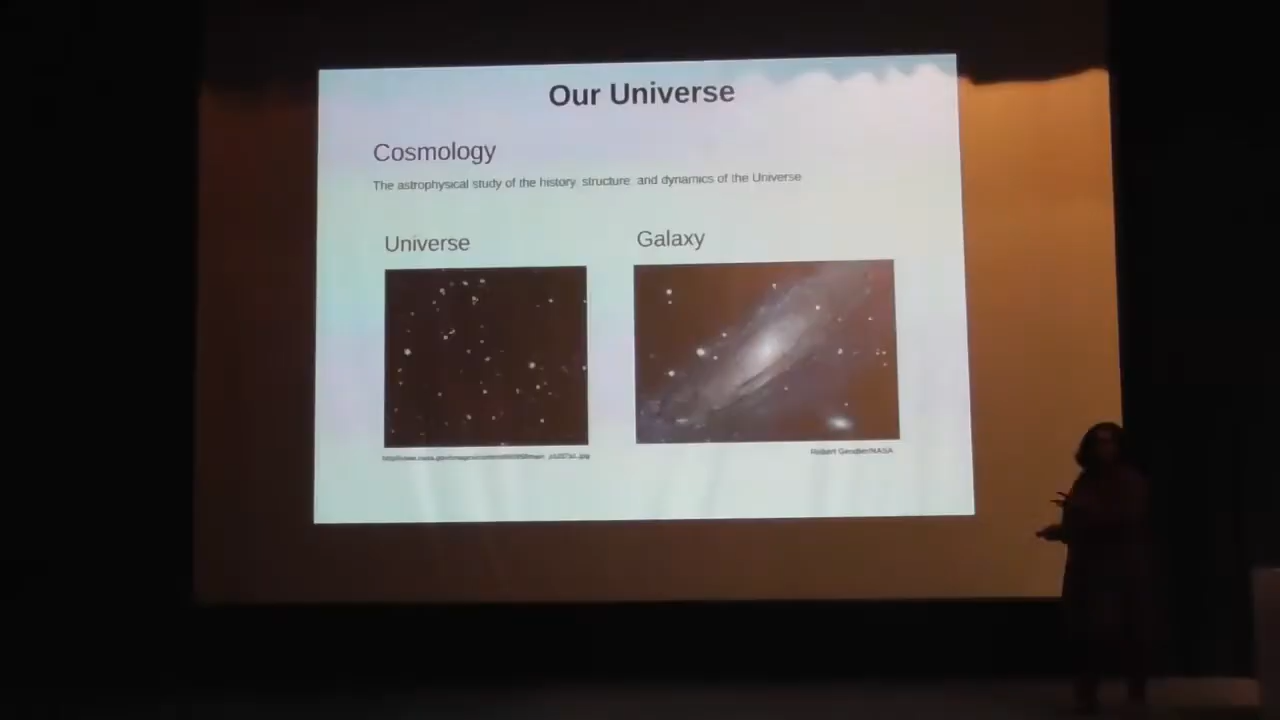 Our Universe
Cosmology
The astrophysical study of the history, structure, and dynamics of the Universe
Universe
Galaxy
Robert Gendler/NASA